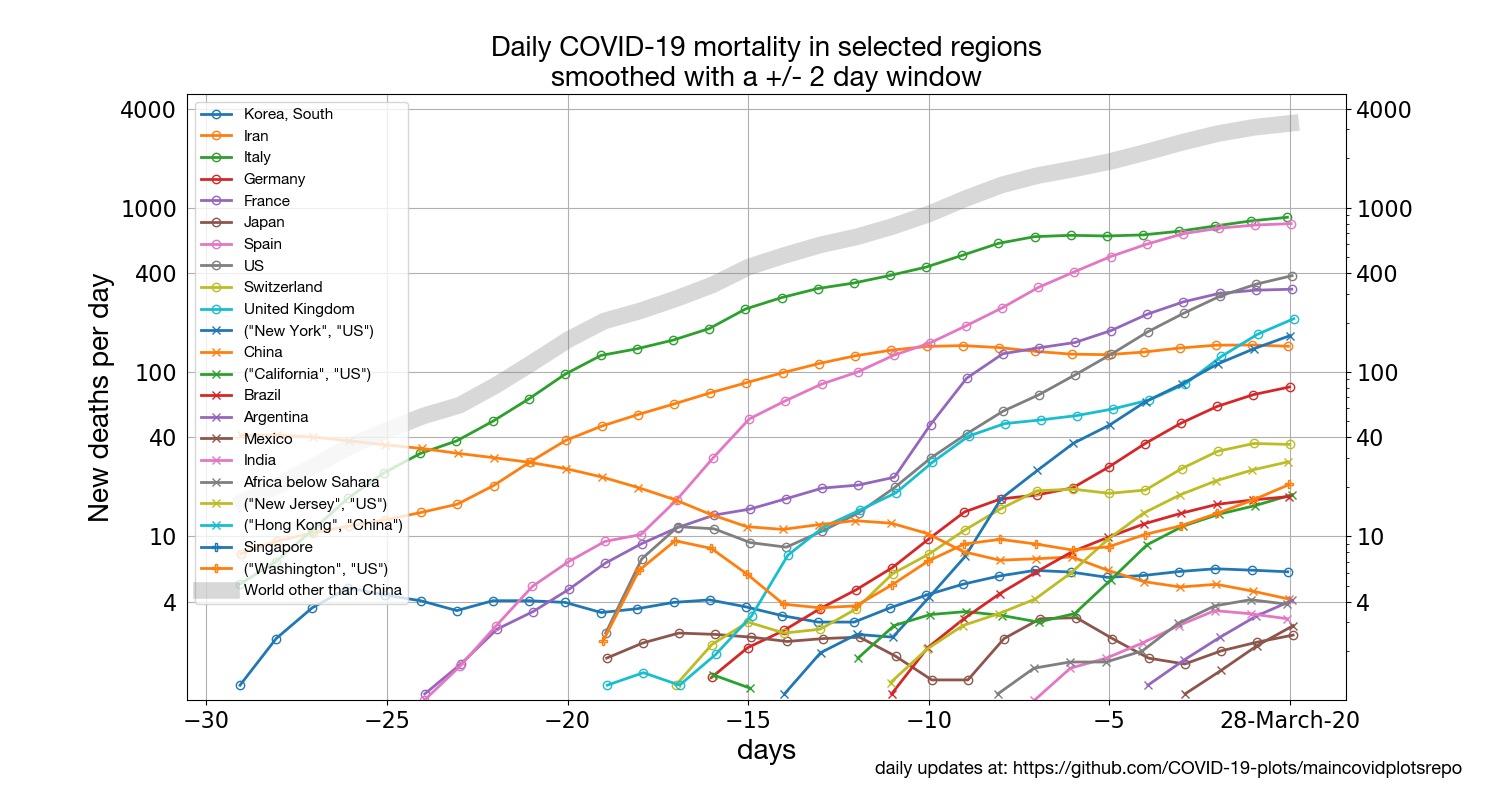 Daily COVID-19 mortality in selected regions
smoothed with a +/- 2 day window
New deaths per day
4000
1000
400
100
40
10
4
4000
1000
400
100
40
10
4
Korea, South
Iran
Italy
Germany
France
Japan
Spain
US
Switzerland
United Kingdom
("New York", "US")
China
("California", "US")
Brazil
Argentina
Mexico
India
Africa below Sahara
("New Jersey", "US")
("Hong Kong", "China")
Singapore
("Washington", "US")
World other than China
−30 −25 −20 −15 −10 −5 28-March-20
days
daily updates at: https://github.com/COVID-19-plots/maincovidplotsrepo